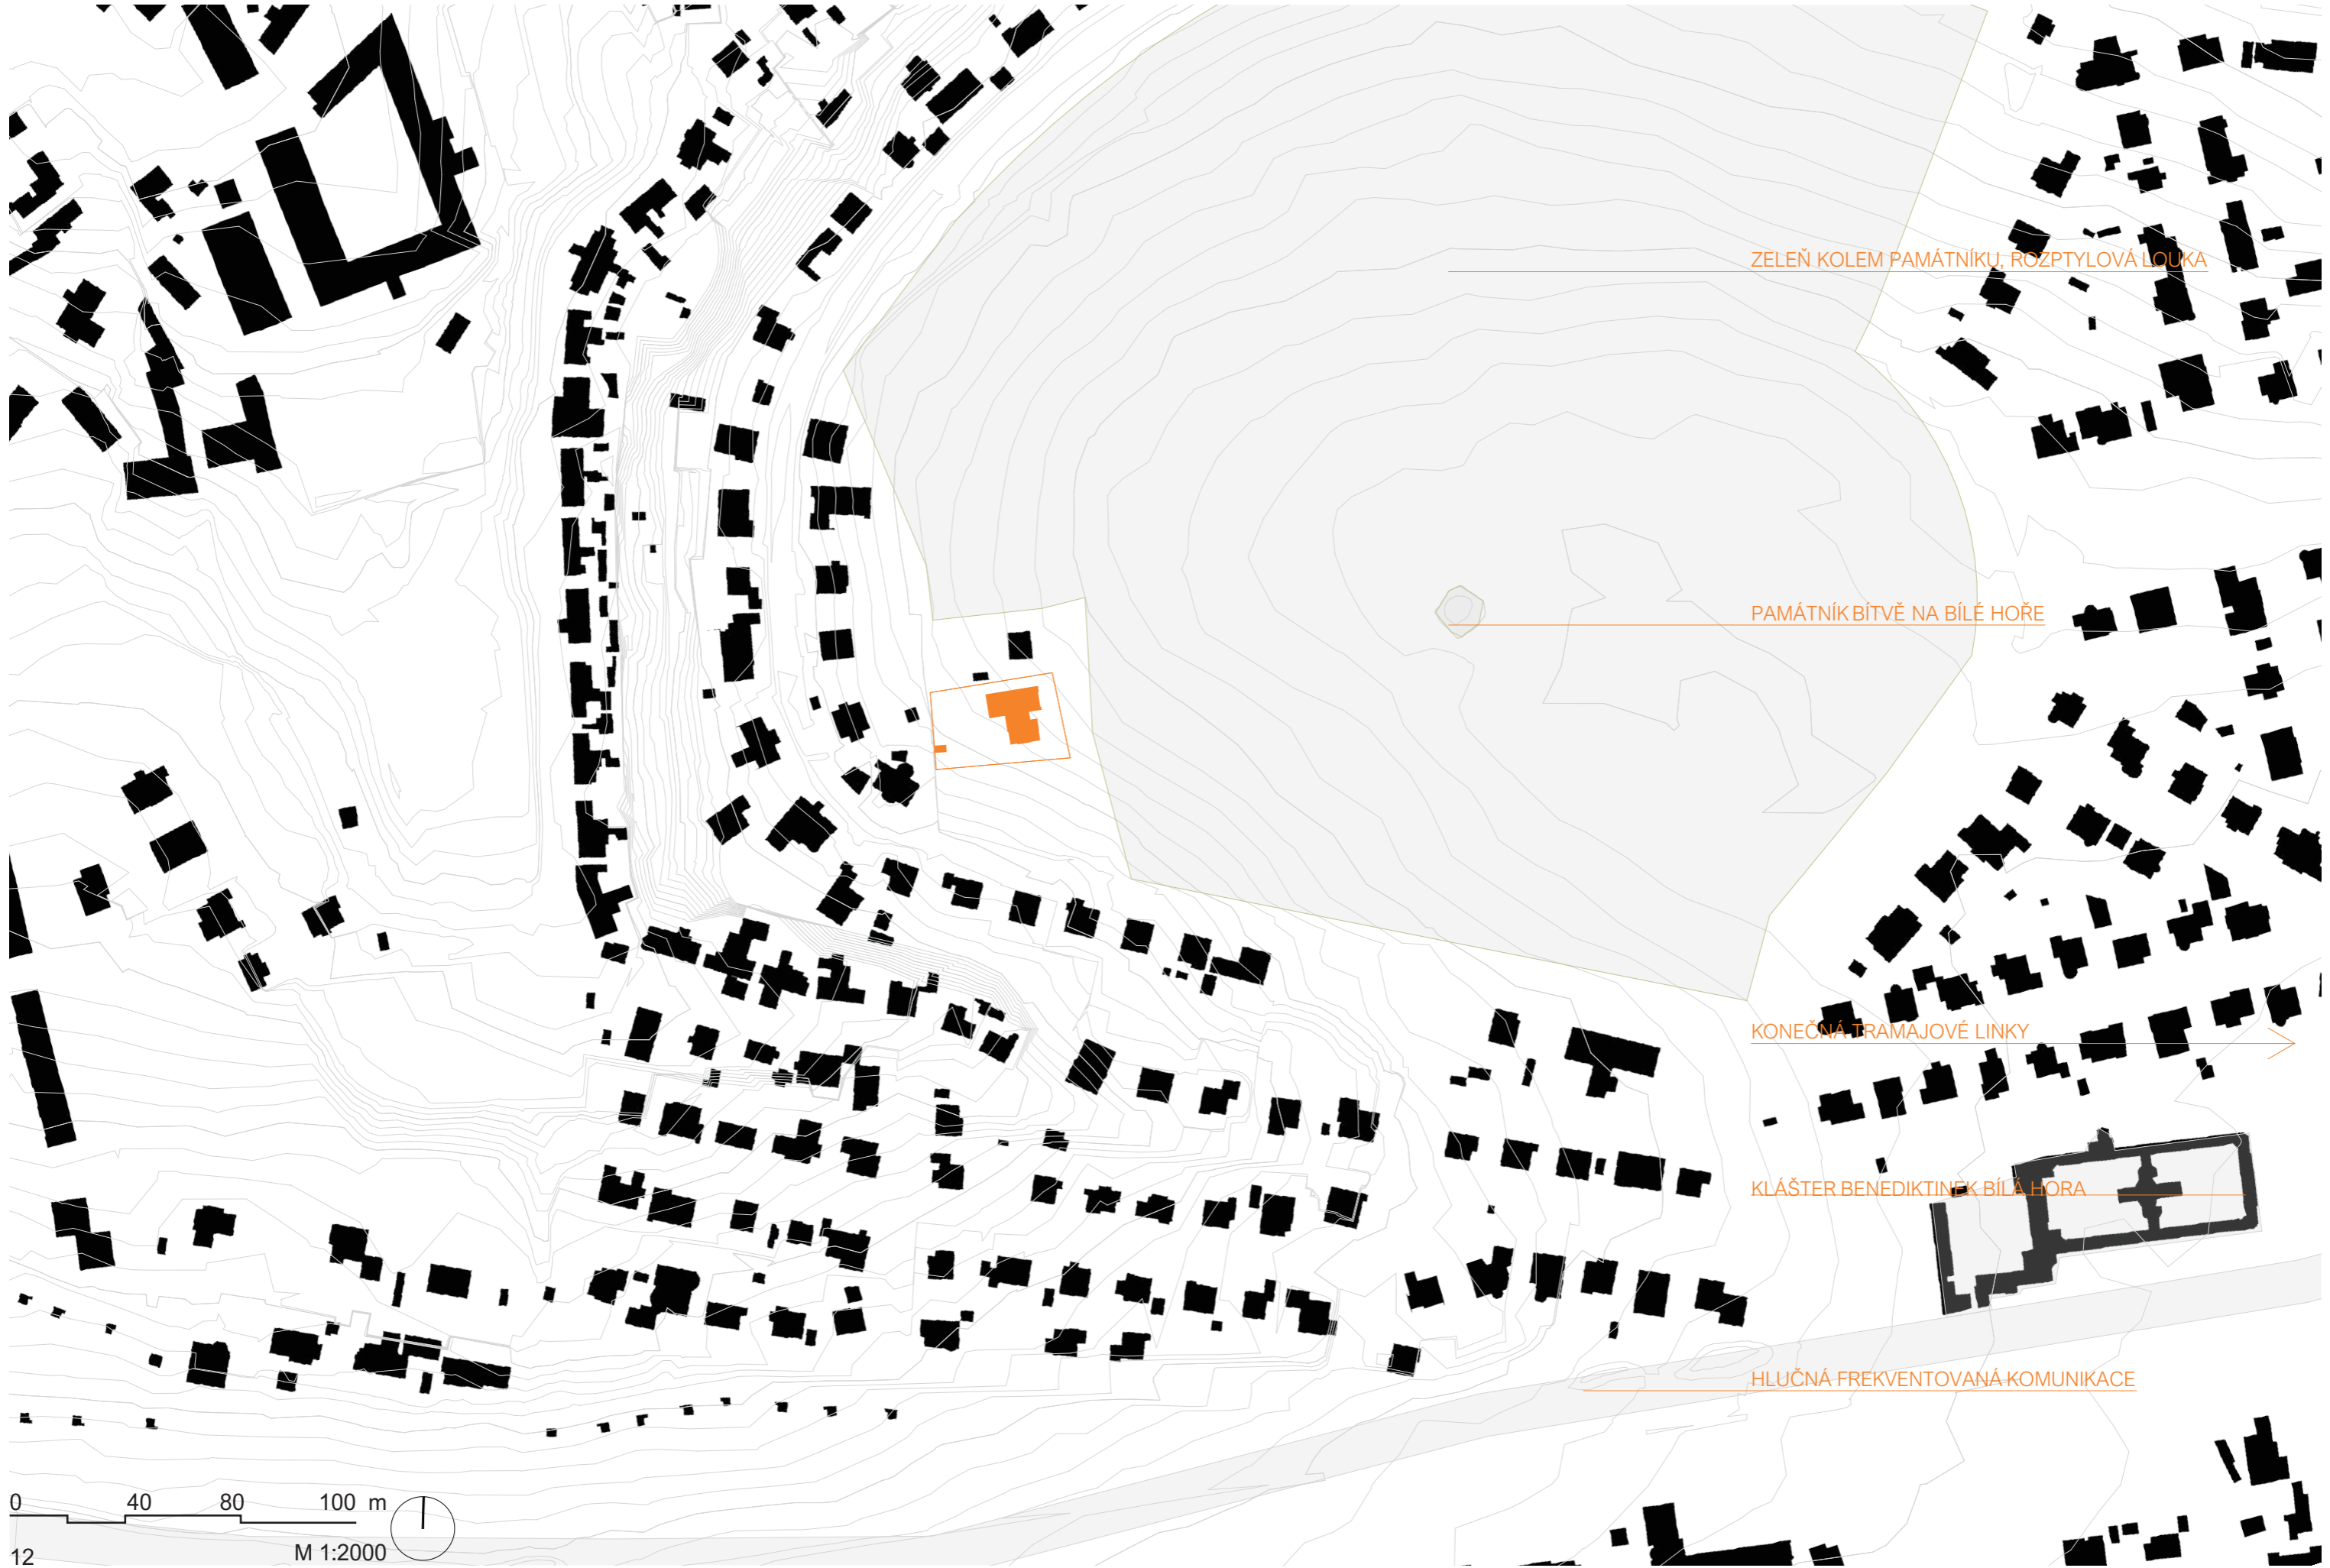 ZELEŇ KOLEM PAMÁTNÍKU, ROZPTYLOVÁ LOUKA
PAMÁTNÍK BÍTVĚ NA BÍLÉ HOŘE
KONEČNÁ TRAMAJOVÉ LINKY
KLÁŠTER BENEDIKTINEK BÍLÁ HORA
HLUČNÁ FREKVENTOVANÁ KOMUNIKACE
0 40 80 100 m
M 1:2000
12